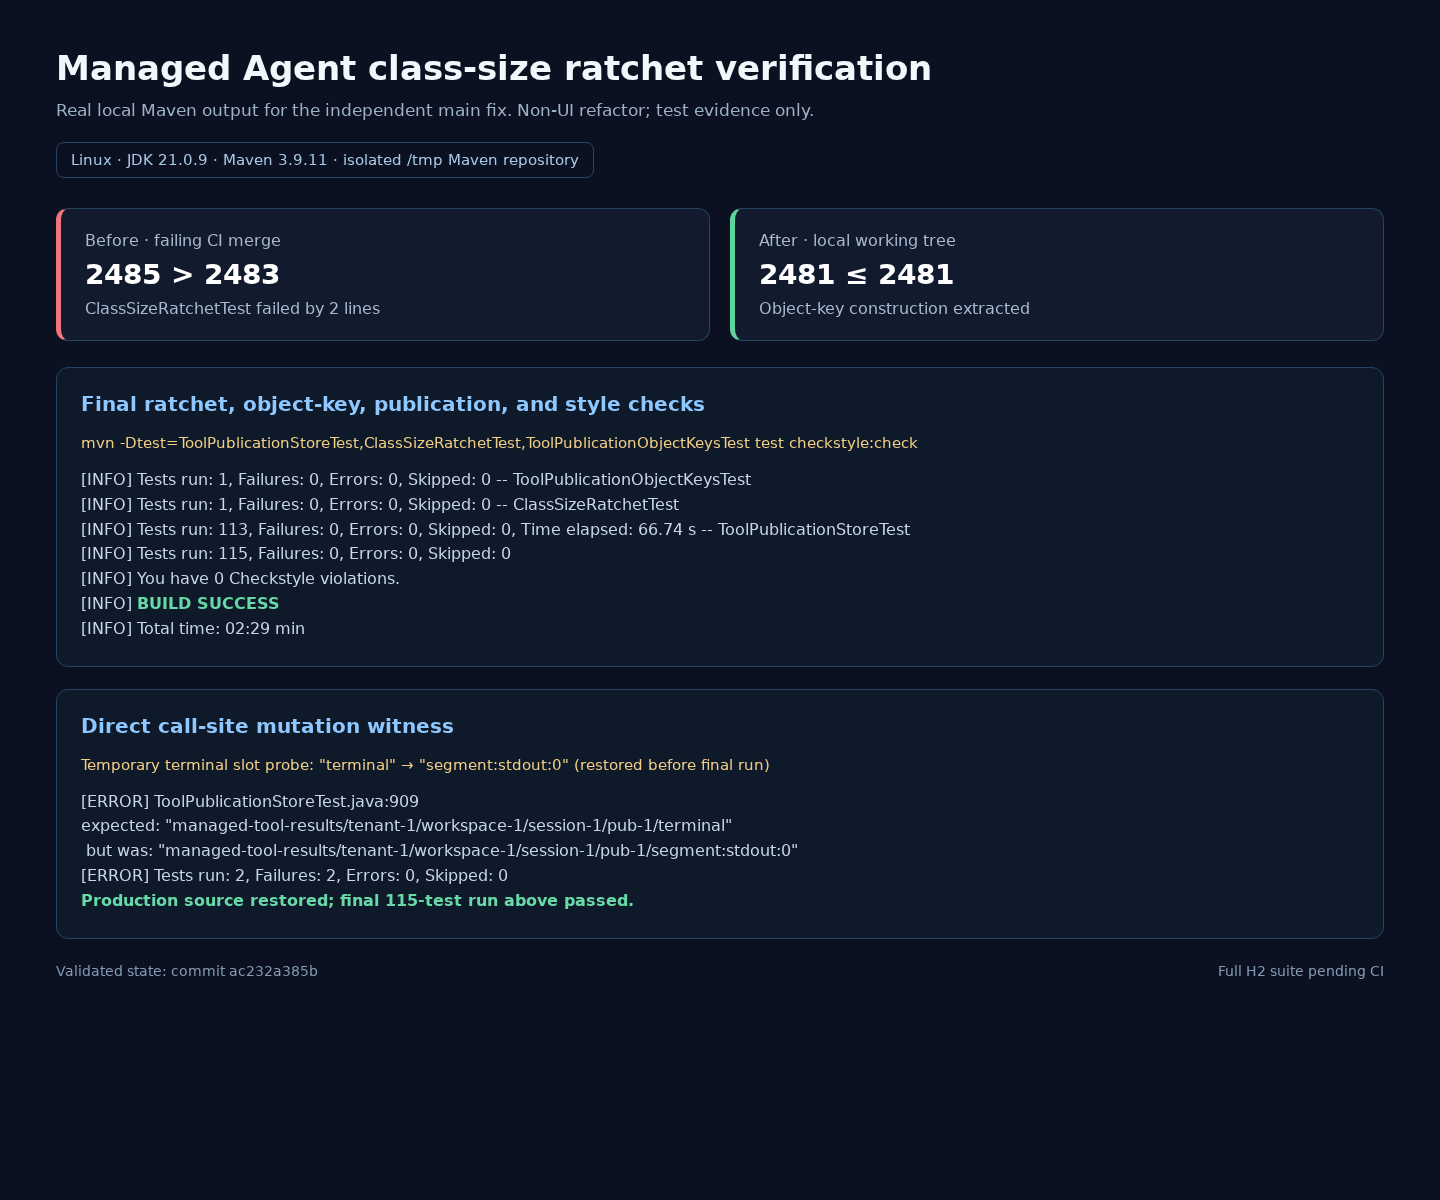 Managed Agent class-size ratchet verification
Real local Maven output for the independent main fix. Non-UI refactor; test evidence only.
Linux · JDK 21.0.9 · Maven 3.9.11 · isolated /tmp Maven repository
Before · failing CI merge
2485 > 2483
ClassSizeRatchetTest failed by 2 lines
After · local working tree
2481 ≤ 2481
Object-key construction extracted
Final ratchet, object-key, publication, and style checks
mvn -Dtest=ToolPublicationStoreTest,ClassSizeRatchetTest,ToolPublicationObjectKeysTest test checkstyle:check
[INFO] Tests run: 1, Failures: 0, Errors: 0, Skipped: 0 -- ToolPublicationObjectKeysTest
[INFO] Tests run: 1, Failures: 0, Errors: 0, Skipped: 0 -- ClassSizeRatchetTest
[INFO] Tests run: 113, Failures: 0, Errors: 0, Skipped: 0, Time elapsed: 66.74 s -- ToolPublicationStoreTest
[INFO] Tests run: 115, Failures: 0, Errors: 0, Skipped: 0
[INFO] You have 0 Checkstyle violations.
[INFO] BUILD SUCCESS
[INFO] Total time: 02:29 min
Direct call-site mutation witness
Temporary terminal slot probe: "terminal" → "segment:stdout:0" (restored before final run)
[ERROR] ToolPublicationStoreTest.java:909
expected: "managed-tool-results/tenant-1/workspace-1/session-1/pub-1/terminal"
but was: "managed-tool-results/tenant-1/workspace-1/session-1/pub-1/segment:stdout:0"
[ERROR] Tests run: 2, Failures: 2, Errors: 0, Skipped: 0
Production source restored; final 115-test run above passed.
Validated state: commit ac232a385b
Full H2 suite pending CI